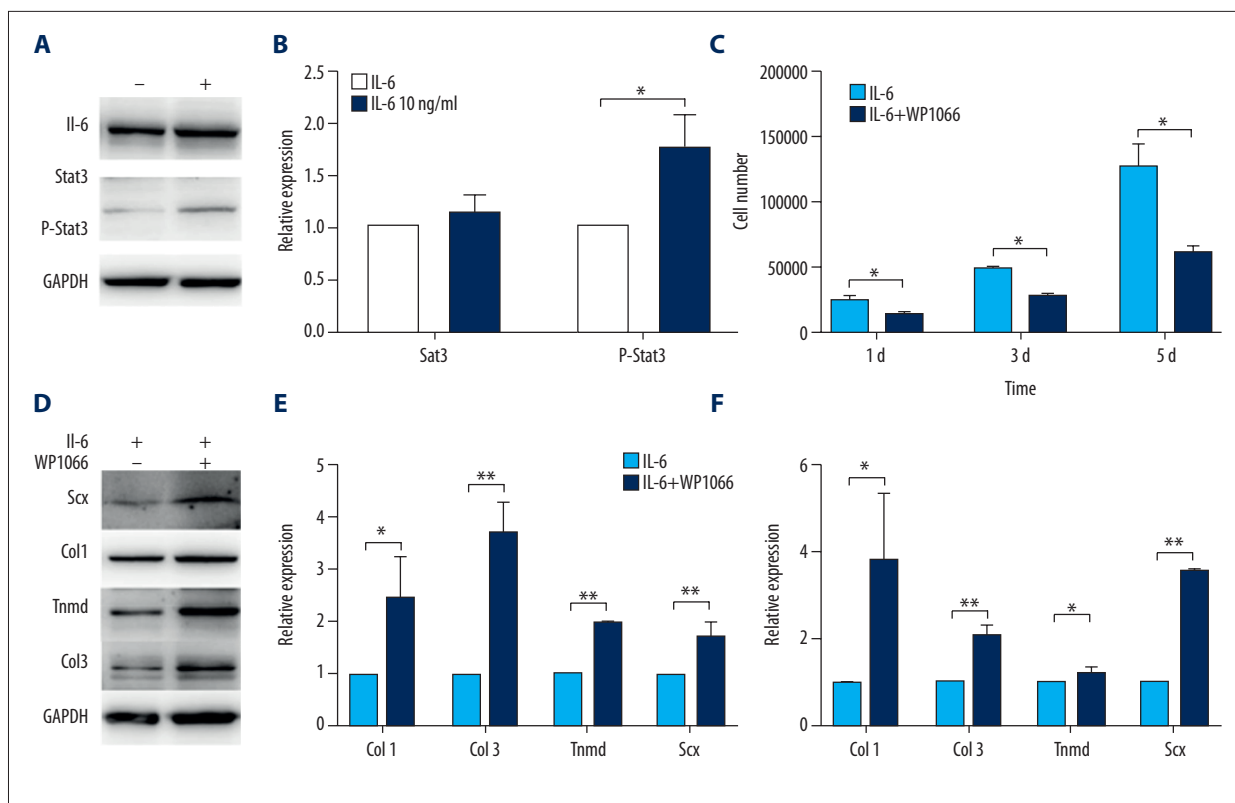 A
– +
Il-6
Stat3
P-Stat3
GAPDH
B
2.5
2.0
1.5
1.0
0.5
0.0
Relative expression
IL-6
IL-6 10 ng/ml
*
Sat3 P-Stat3
C
200000
150000
100000
50000
0
Cell number
IL-6
IL-6+WP1066
* * *
1 d 3 d 5 d
Time
D
Il-6 + +
WP1066 – +
Scx
Col1
Tnmd
Col3
GAPDH
E
5
4
3
2
1
0
Relative expression
IL-6
IL-6+WP1066
* ** ** **
Col 1 Col 3 Tnmd Scx
F
6
4
2
0
Relative expression
* ** * **
Col 1 Col 3 Tnmd Scx